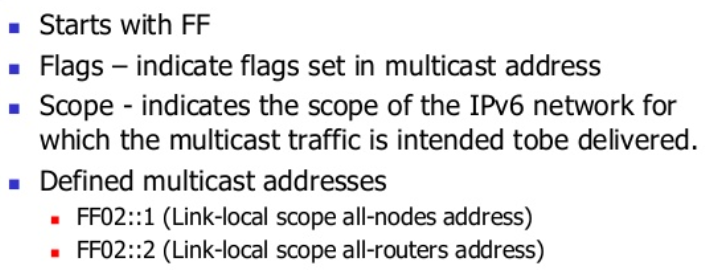 Starts with FF
Flags – indicate flags set in multicast address
Scope - indicates the scope of the IPv6 network for
which the multicast traffic is intended tobe delivered.
Defined multicast addresses
FF02::1 (Link-local scope all-nodes address)
FF02::2 (Link-local scope all-routers address)